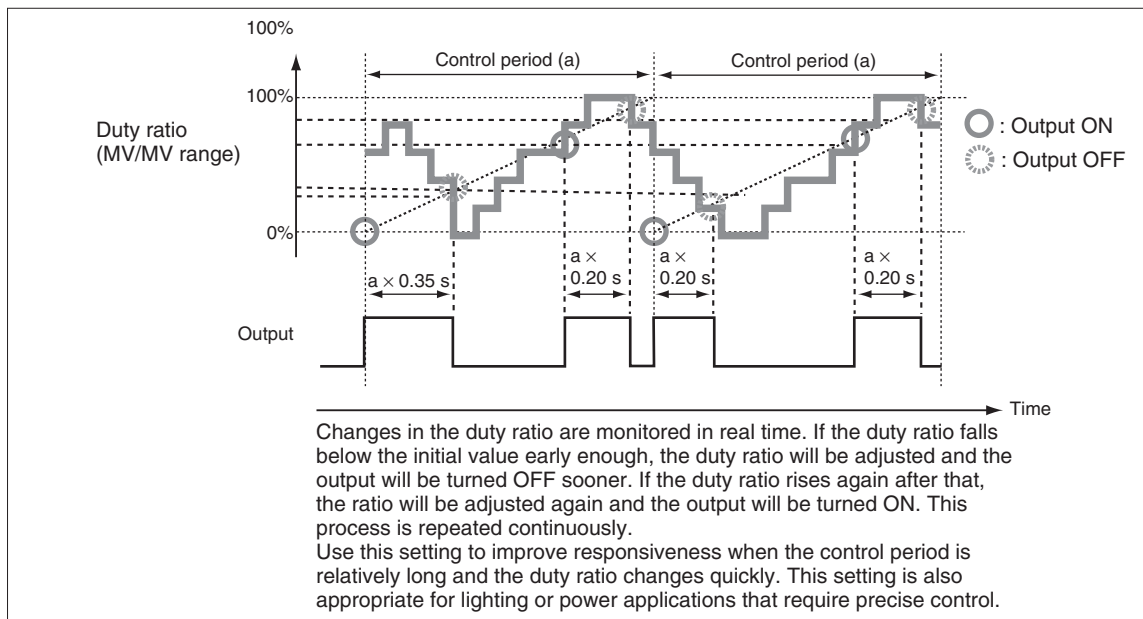 100%
Control period (a)
Control period (a)
100%
Duty ratio
(MV/MV range)
: Output ON
: Output OFF
0%
a × 0.35 s
a ×
0.20 s
a ×
0.20 s
a ×
0.20 s
Output
Time
Changes in the duty ratio are monitored in real time. If the duty ratio falls
below the initial value early enough, the duty ratio will be adjusted and the
output will be turned OFF sooner. If the duty ratio rises again after that,
the ratio will be adjusted again and the output will be turned ON. This
process is repeated continuously.
Use this setting to improve responsiveness when the control period is
relatively long and the duty ratio changes quickly. This setting is also
appropriate for lighting or power applications that require precise control.